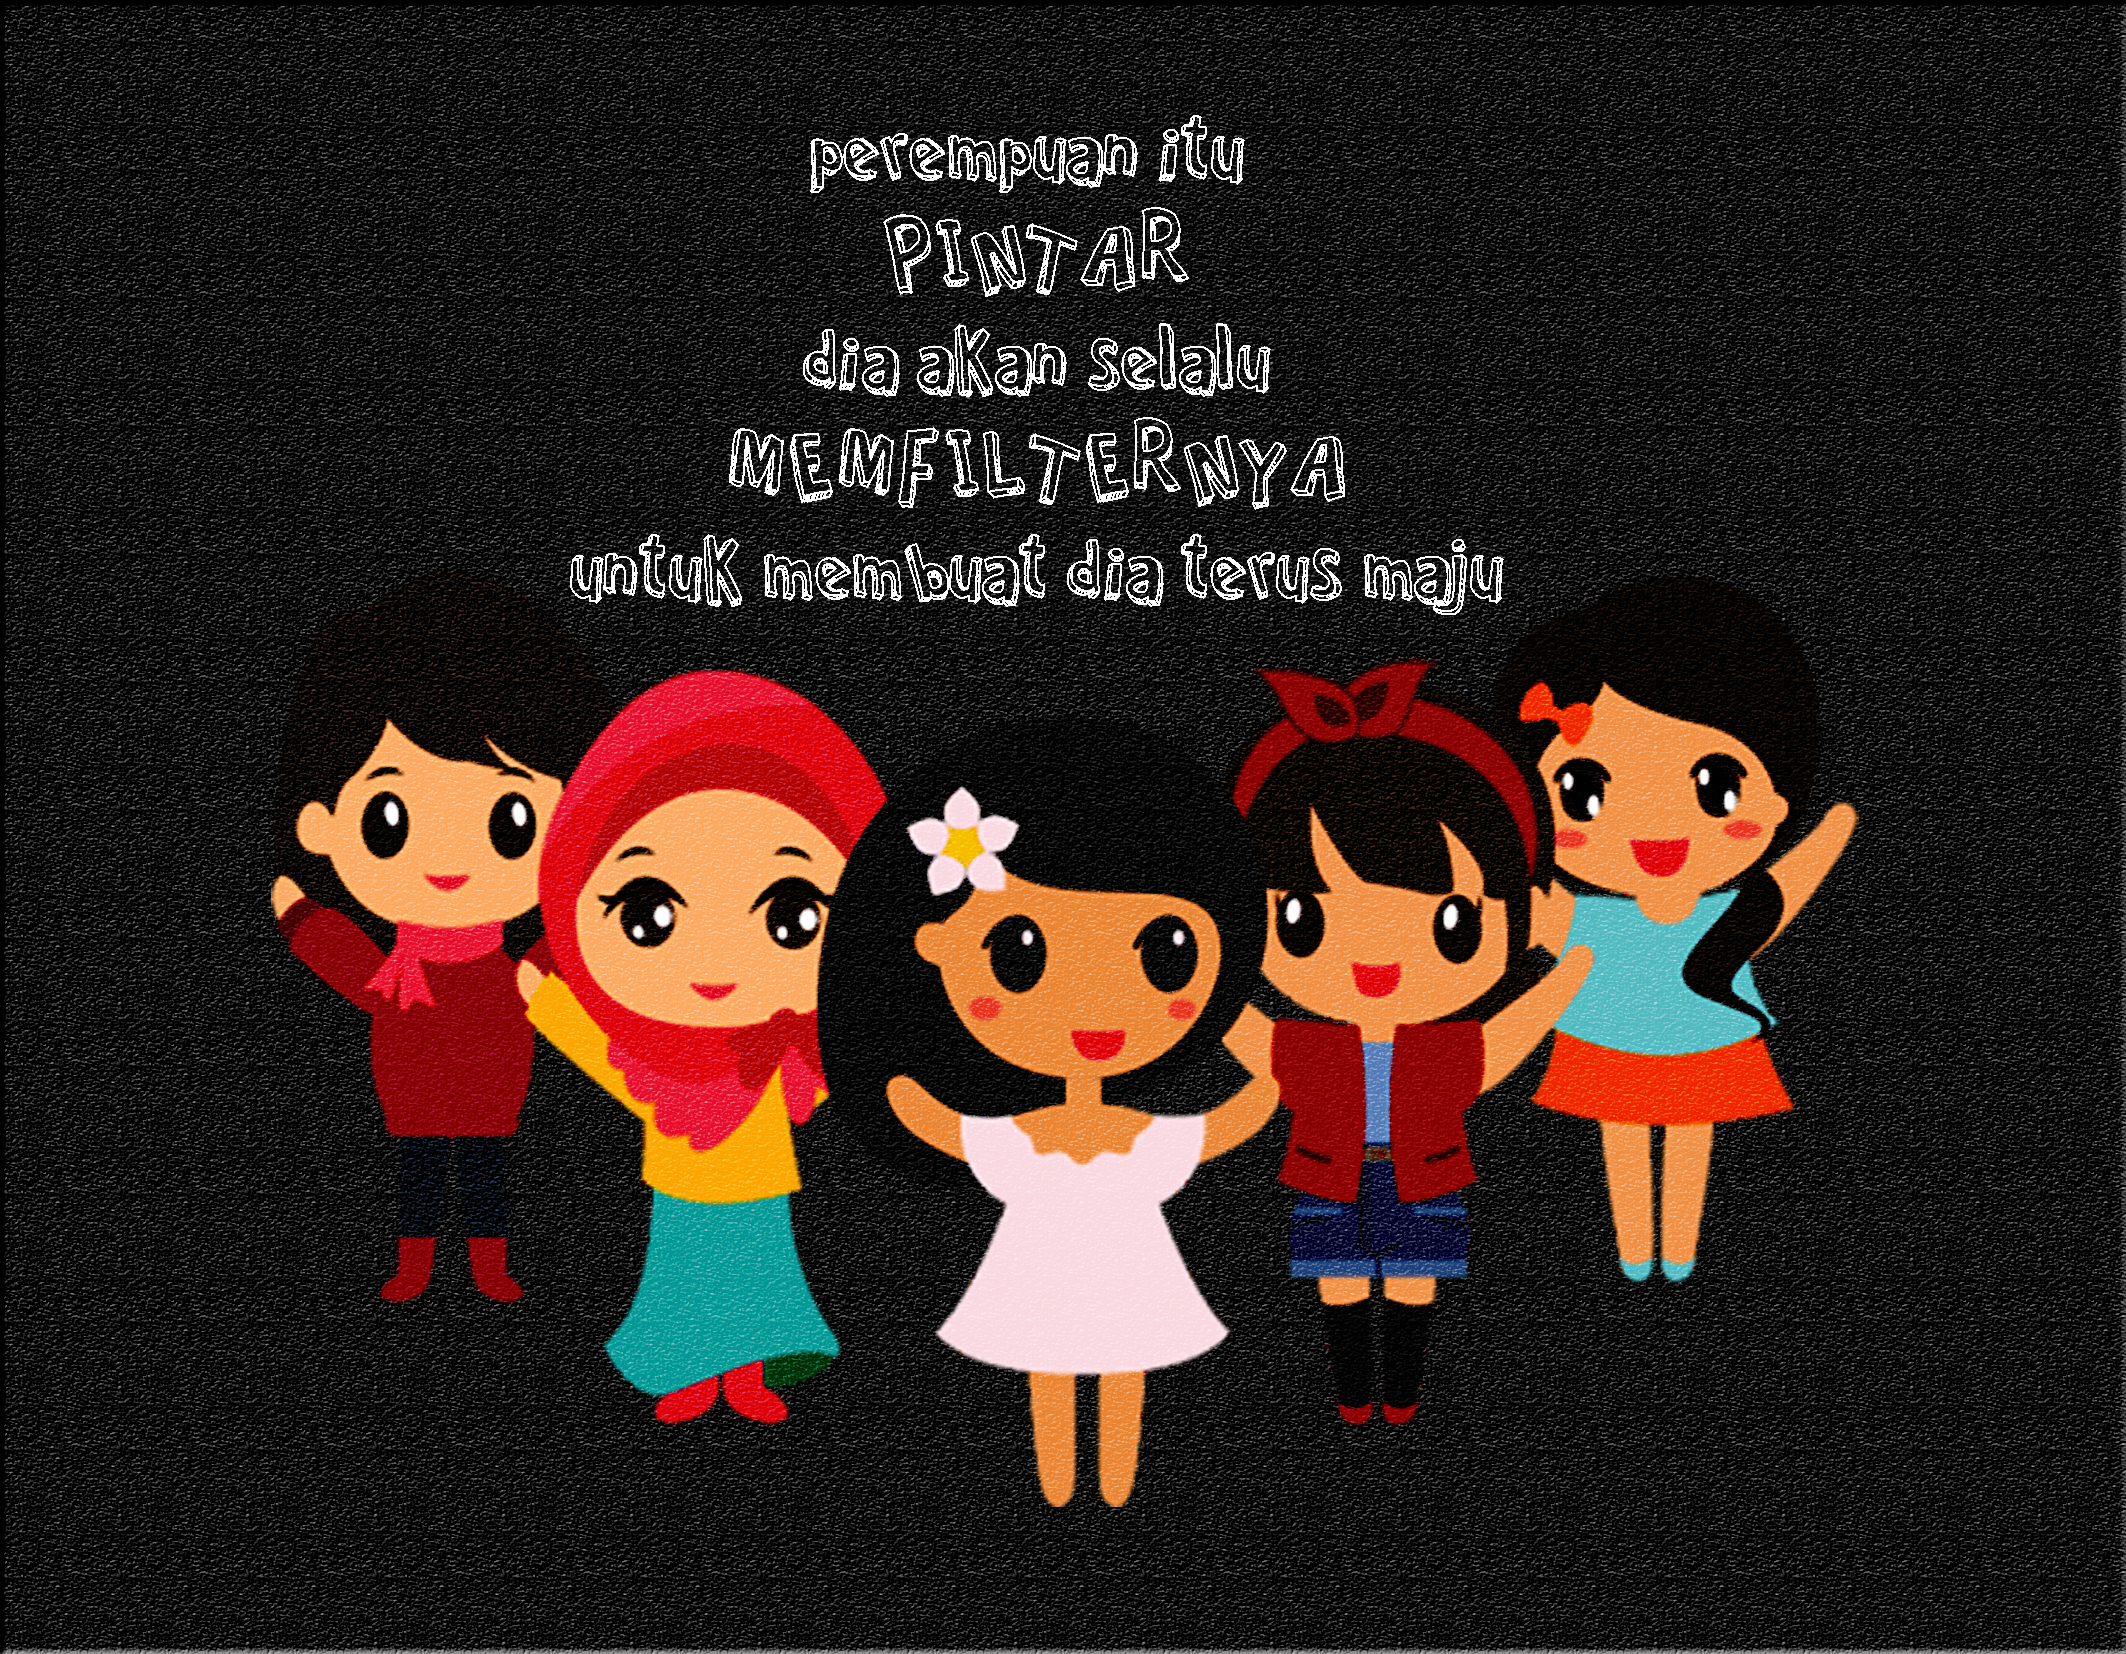 perempuan itu
PINTAR
dia akan selalu
MEMFILTERNYA
untuk membuat dia terus maju